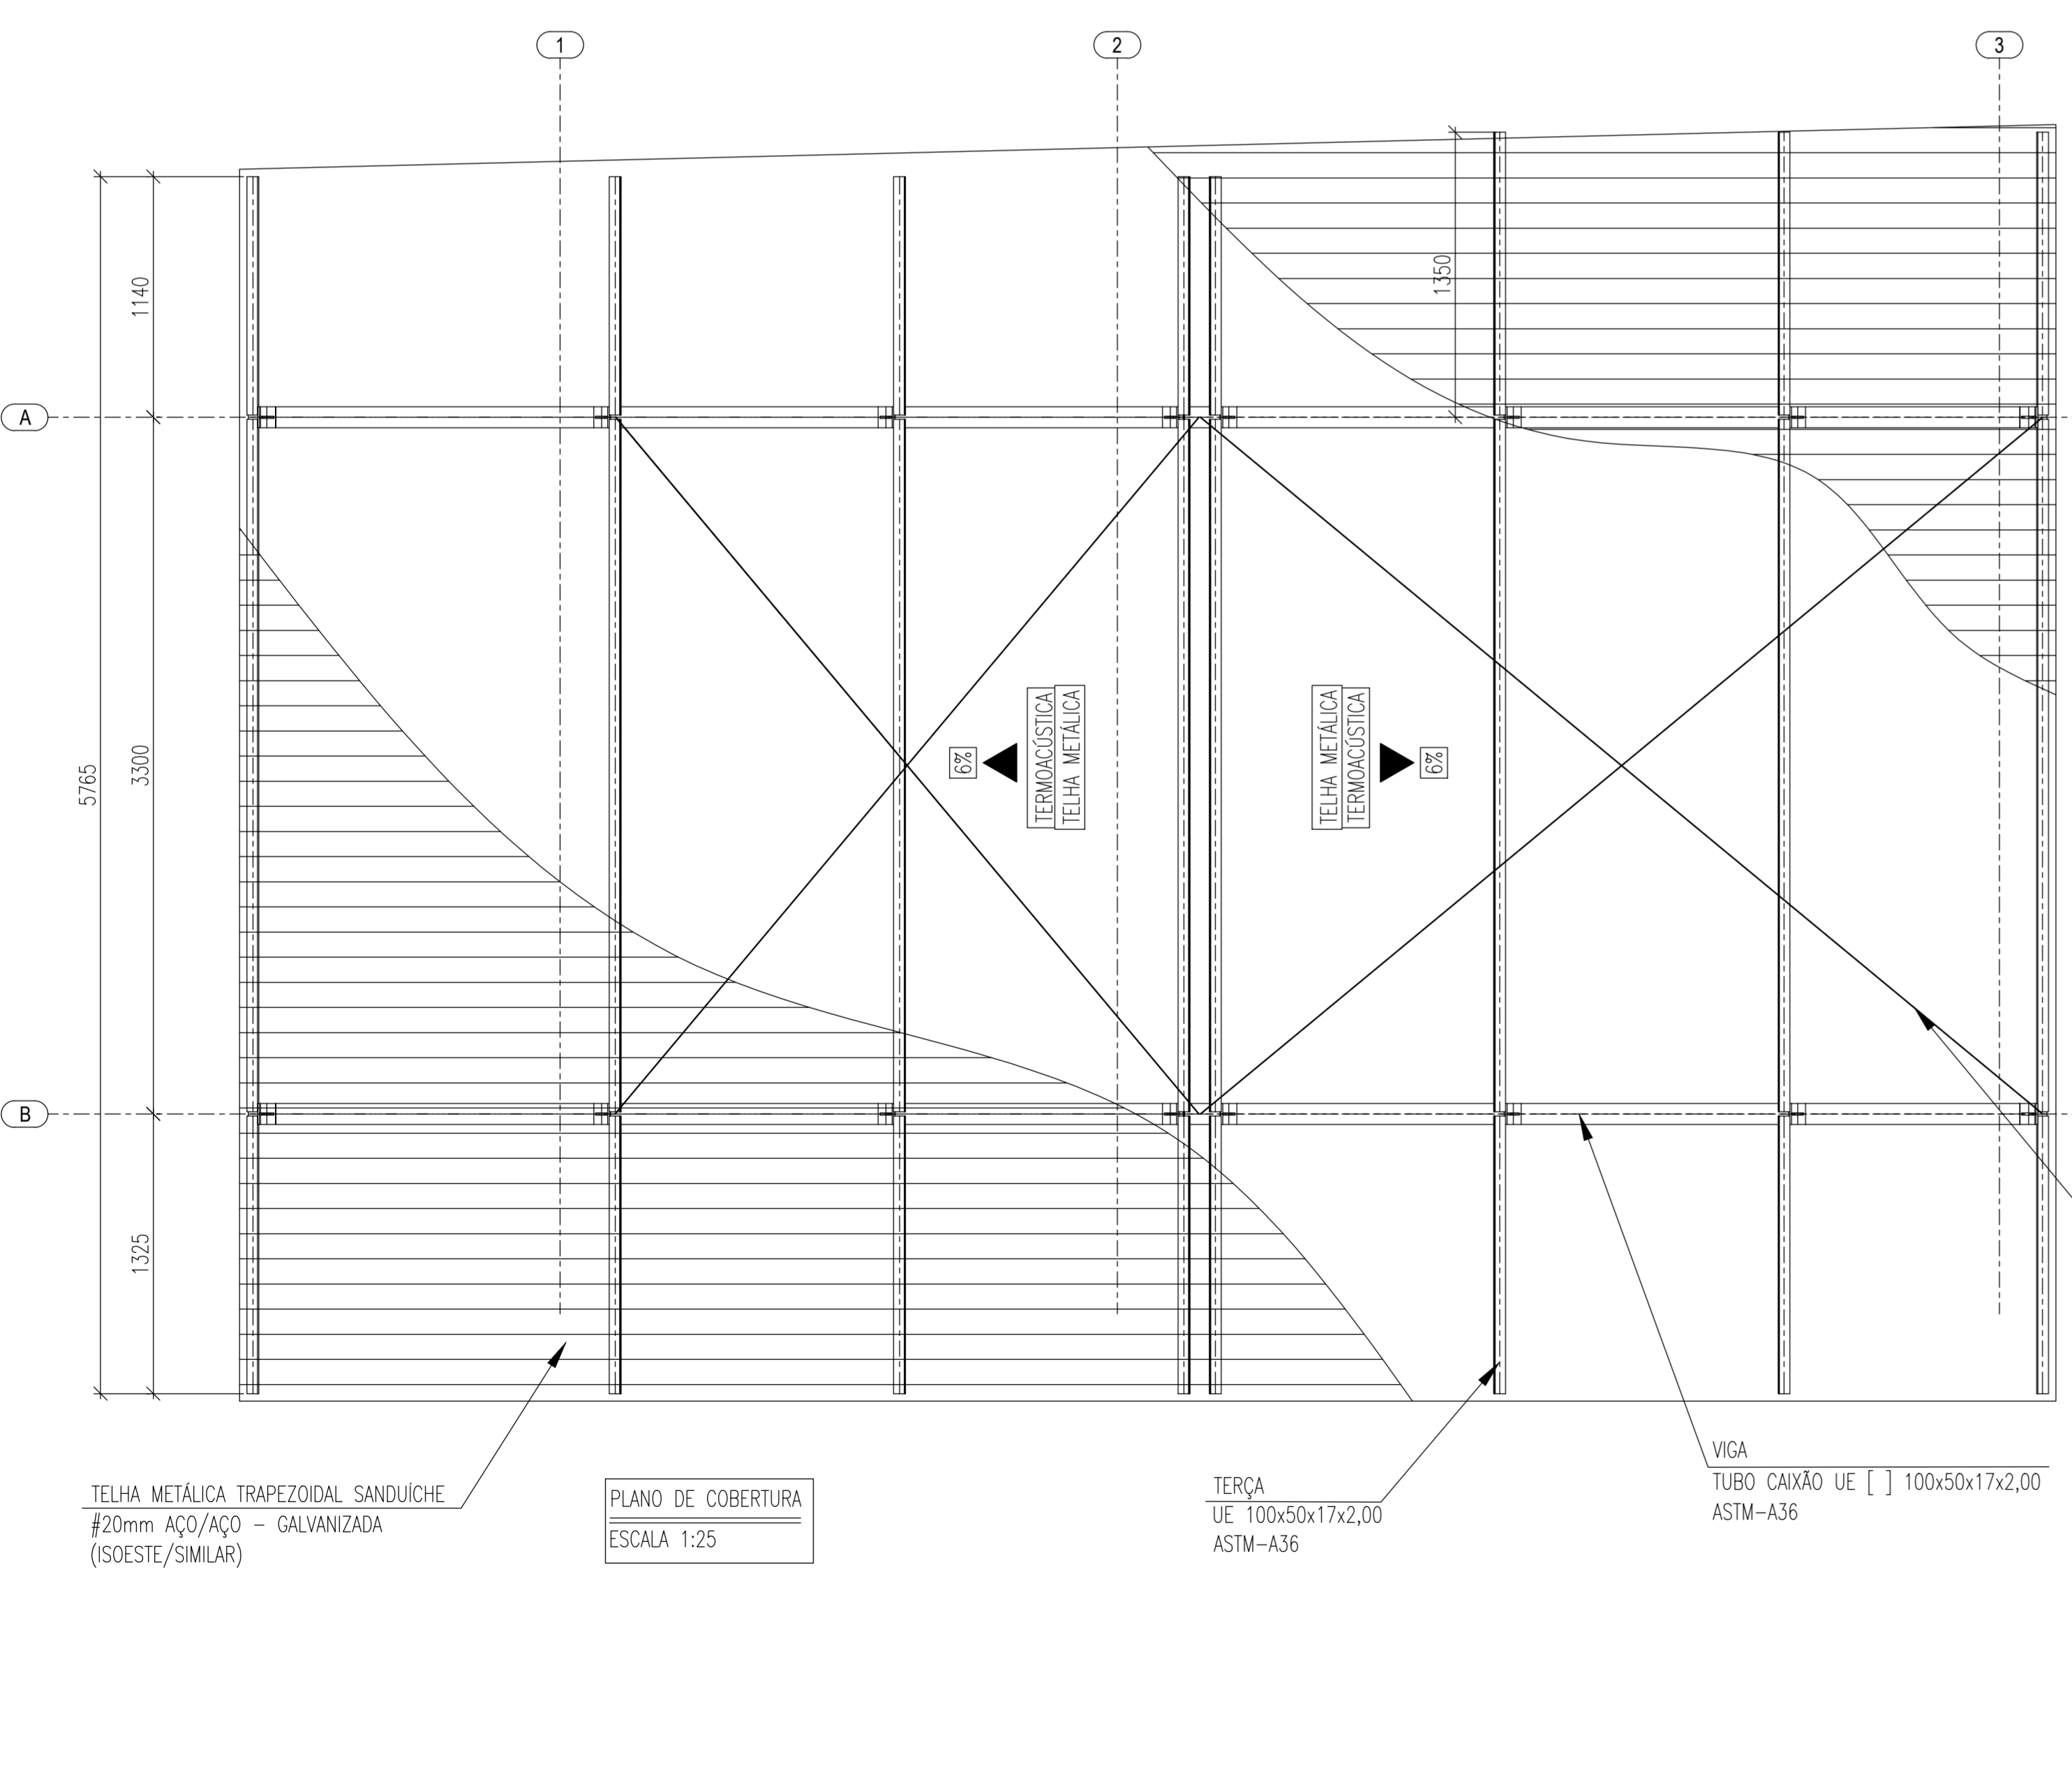 1
2
3
1140
1350
A
5765
3300
6%
TERMOACÚSTICA
TELHA METÁLICA
TELHA METÁLICA
TERMOACÚSTICA
6%
B
1325
TELHA METÁLICA TRAPEZOIDAL SANDUÍCHE
#20mm AÇO/AÇO – GALVANIZADA
(ISOESTE/SIMILAR)
PLANO DE COBERTURA
ESCALA 1:25
TERÇA
UE 100x50x17x2,00
ASTM–A36
VIGA
TUBO CAIXÃO UE [ ] 100x50x17x2,00
ASTM–A36